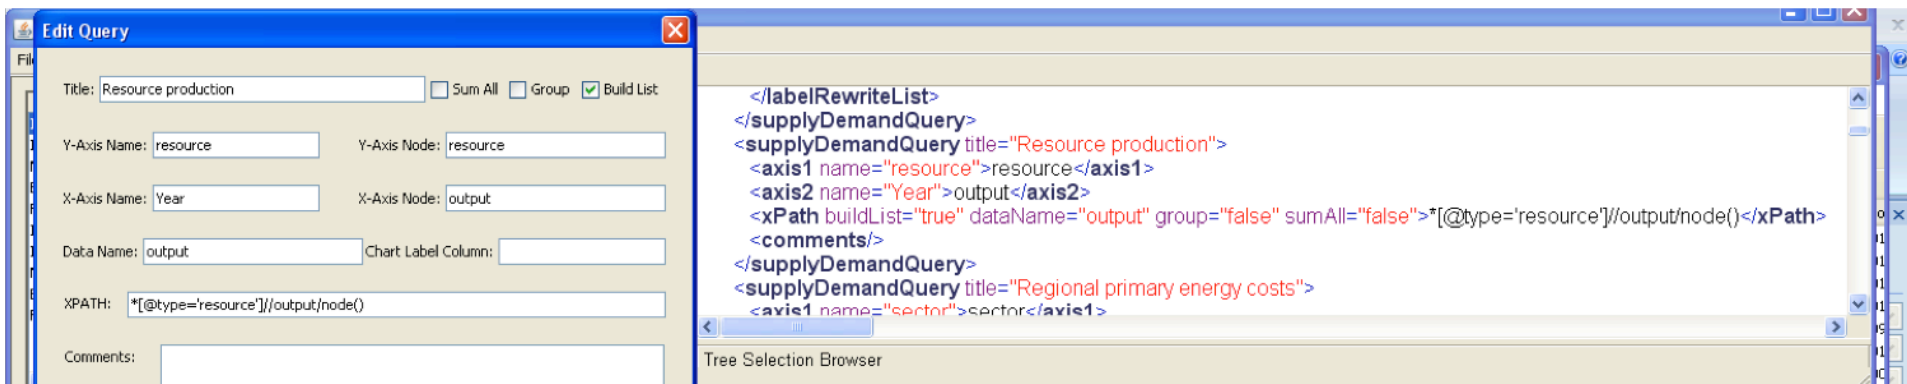 Edit Query
Title: Resource production Sum All Group Build List
Y-Axis Name: resource Y-Axis Node: resource
X-Axis Name: Year X-Axis Node: output
Data Name: output Chart Label Column:
XPATH: *[@type='resource']//output/node()
Comments:
</labelRewriteList>
</supplyDemandQuery>
<supplyDemandQuery title="Resource production">
<axis1 name="resource">resource</axis1>
<axis2 name="Year">output</axis2>
<xPath buildList="true" dataName="output" group="false" sumAll="false">*[@type='resource']//output/node()</xPath>
<comments/>
</supplyDemandQuery>
<supplyDemandQuery title="Regional primary energy costs">
<axis1 name="sector">sector</axis1>
Tree Selection Browser